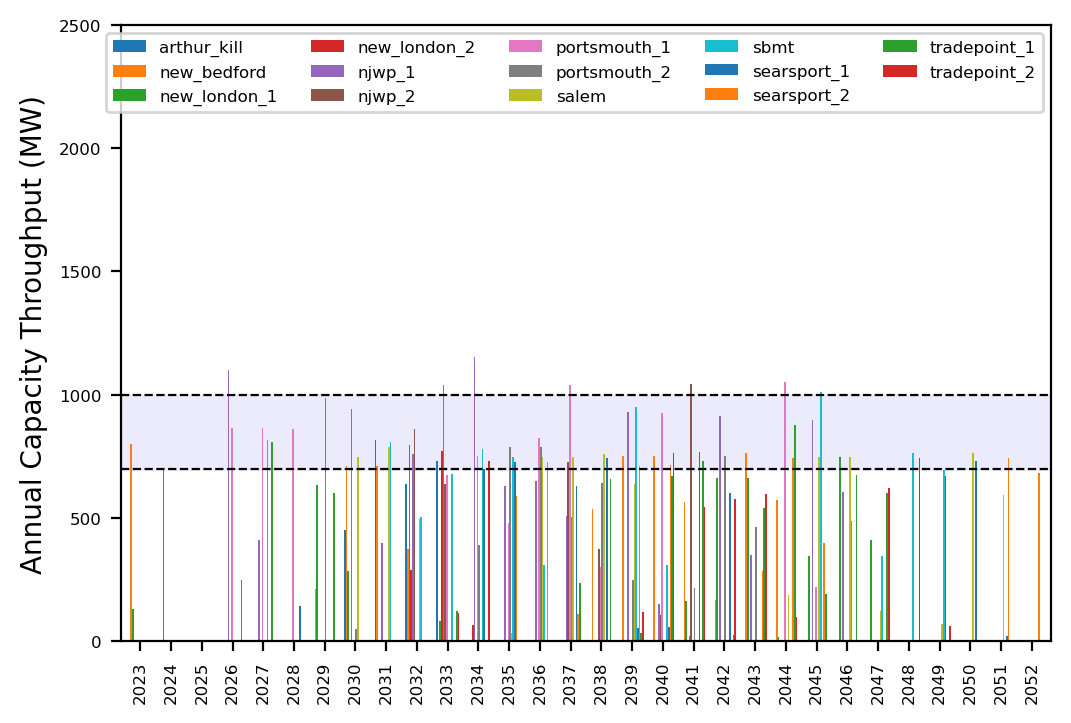 2500
2000
1500
1000
500
0
Annual Capacity Throughput (MW)
arthur_kill
new_bedford
new_london_1
new_london_2
njwp_1
njwp_2
portsmouth_1
portsmouth_2
salem
sbmt
searsport_1
searsport_2
tradepoint_1
tradepoint_2
2023
2024
2025
2026
2027
2028
2029
2030
2031
2032
2033
2034
2035
2036
2037
2038
2039
2040
2041
2042
2043
2044
2045
2046
2047
2048
2049
2050
2051
2052